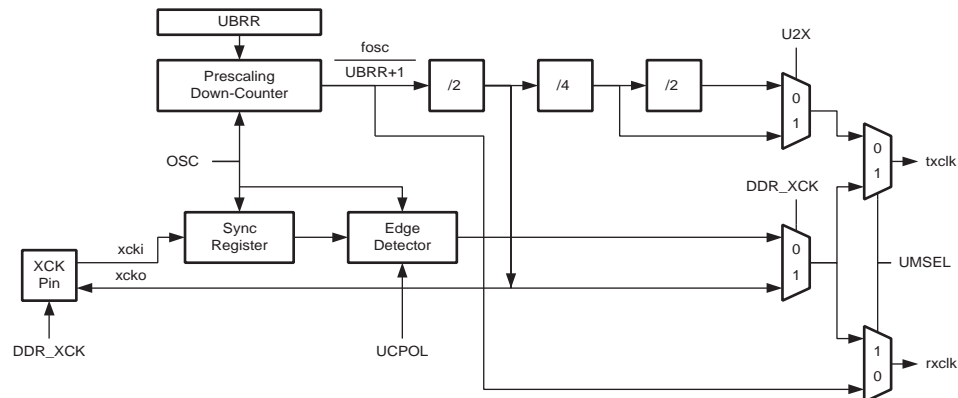 UBRR
U2X
fosc
UBRR+1
Prescaling
Down-Counter
/2
/4
/2
0
1
OSC
0
1
txclk
DDR_XCK
xcki
Sync
Register
Edge
Detector
0
1
XCK
Pin
xcko
UMSEL
DDR_XCK
UCPOL
1
0
rxclk